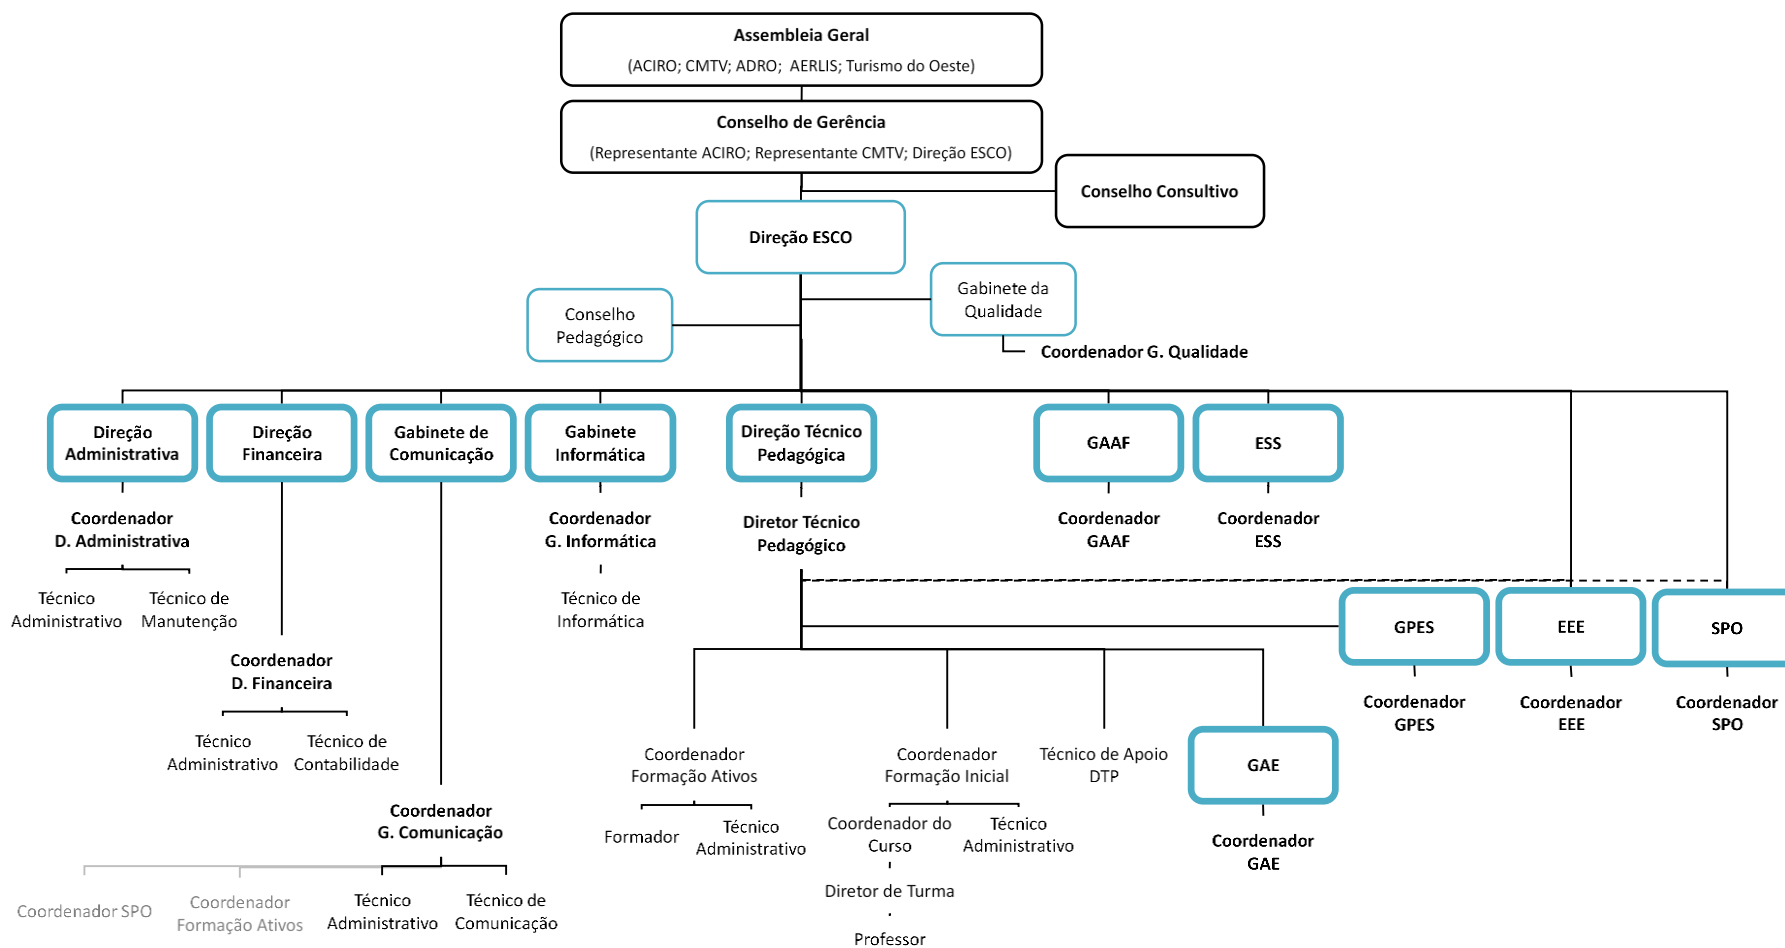 Assembleia Geral
(ACIRO; CMTV; ADRO; AERLIS; Turismo do Oeste)
Conselho de Gerência
(Representante ACIRO; Representante CMTV; Direção ESCO)
Conselho Consultivo
Direção ESCO
Gabinete da
Qualidade
Conselho
Pedagógico
Coordenador G. Qualidade
Direção
Administrativa
Direção
Financeira
Gabinete de
Comunicação
Gabinete
Informática
Direção Técnico
Pedagógica
GAAF
ESS
Coordenador
D. Administrativa
Coordenador
G. Informática
Diretor Técnico
Pedagógico
Coordenador
GAAF
Coordenador
ESS
Técnico
Administrativo
Técnico de
Manutenção
Técnico de
Informática
GPES
EEE
SPO
Coordenador
D. Financeira
Coordenador
GPES
Coordenador
EEE
Coordenador
SPO
Técnico
Administrativo
Técnico de
Contabilidade
Coordenador
Formação Ativos
Coordenador
Formação Inicial
Técnico de Apoio
DTP
GAE
Coordenador
G. Comunicação
Formador
Técnico
Administrativo
Coordenador do
Curso
Técnico
Administrativo
Coordenador
GAE
Diretor de Turma
Coordenador SPO
Coordenador
Formação Ativos
Técnico
Administrativo
Técnico de
Comunicação
Professor